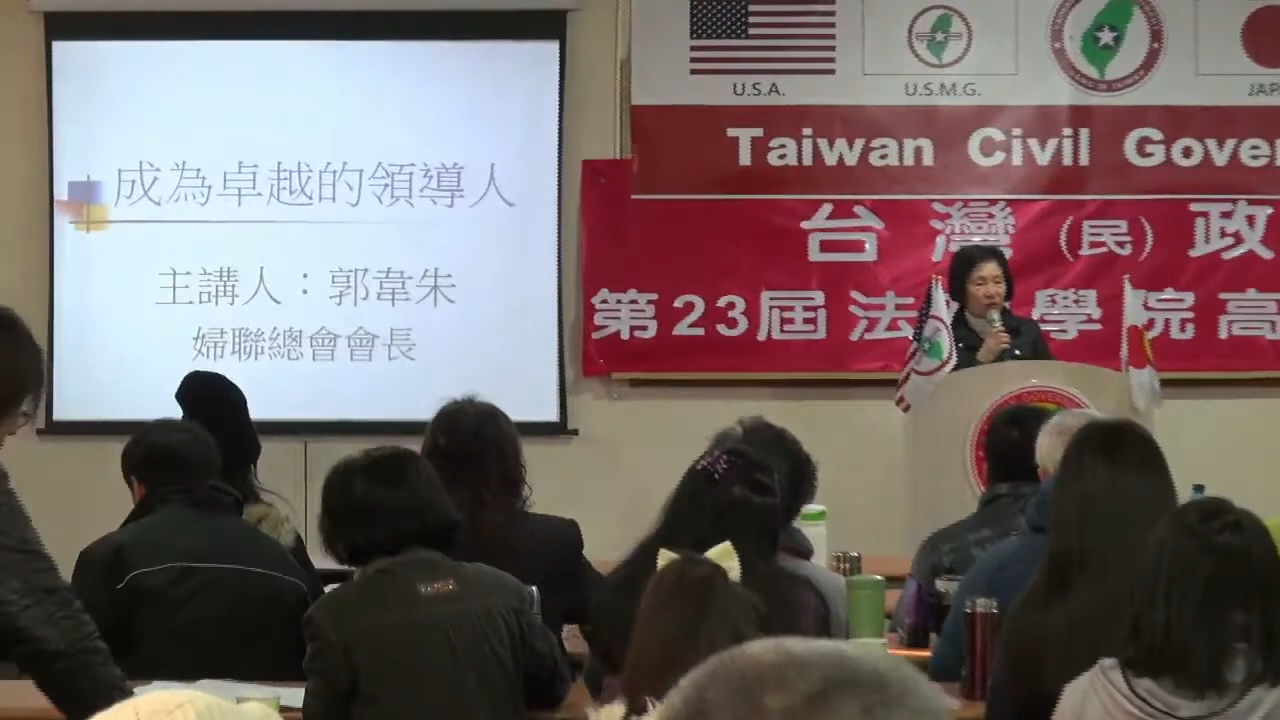 成為卓越的領導人
主講人：郭韋朱
婦聯總會會長
U.S.A.
U.S.M.G.
JAP
Taiwan Civil Gover
台灣(民)政
第23屆法 學院高